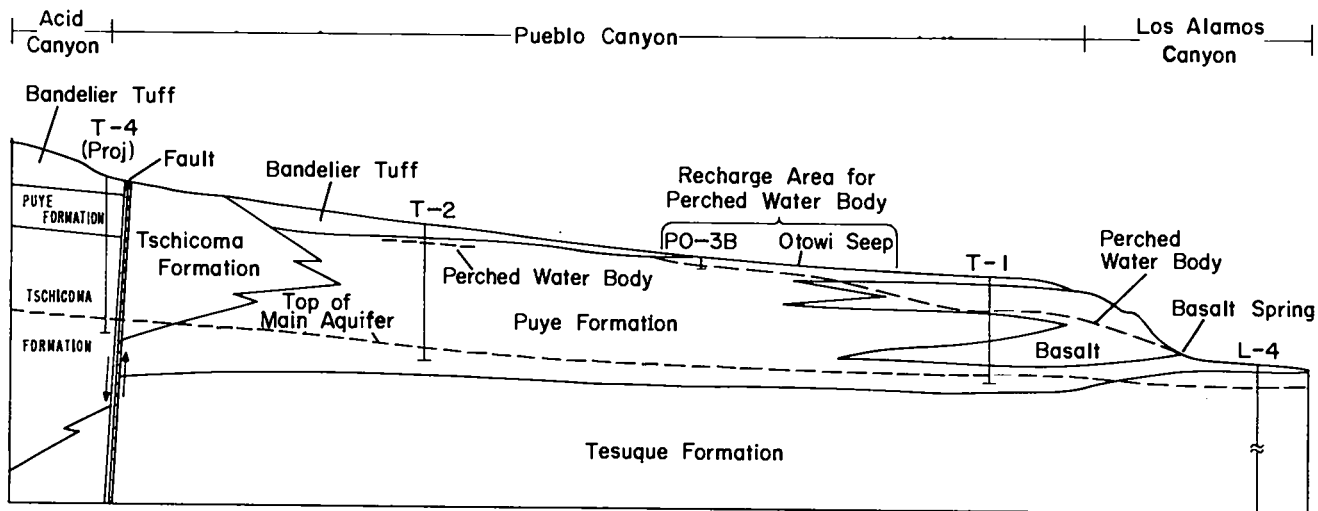 Acid
Canyon
Pueblo Canyon
Los Alamos
Canyon
Bandelier Tuff
T-4
(Proj)
Fault
Bandelier Tuff
T-2
Recharge Area for
Perched Water Body
PO-3B
Otowi Seep
T-1
Perched
Water Body
Basalt Spring
L-4
PUYE
FORMATION
Tschicoma
Formation
Perched Water Body
Top of
Main Aquifer
Puye Formation
Basalt
TSCHICOMA
FORMATION
Tesuque Formation